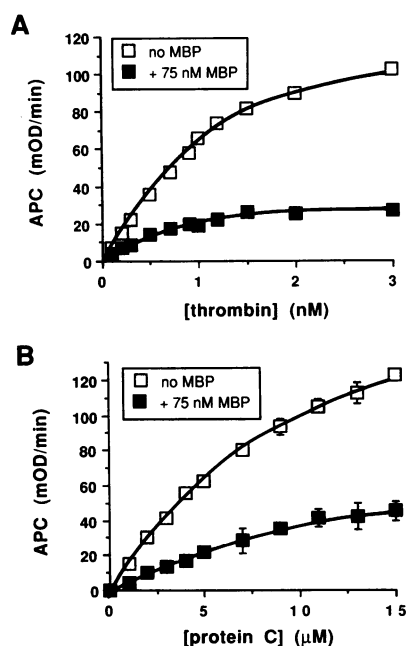 A
120
100
80
60
40
20
0
APC (mOD/min)
no MBP
+ 75 nM MBP
0
1
2
3
[thrombin] (nM)
B
120
100
80
60
40
20
0
APC (mOD/min)
no MBP
+ 75 nM MBP
0
5
10
15
[protein C] (µM)